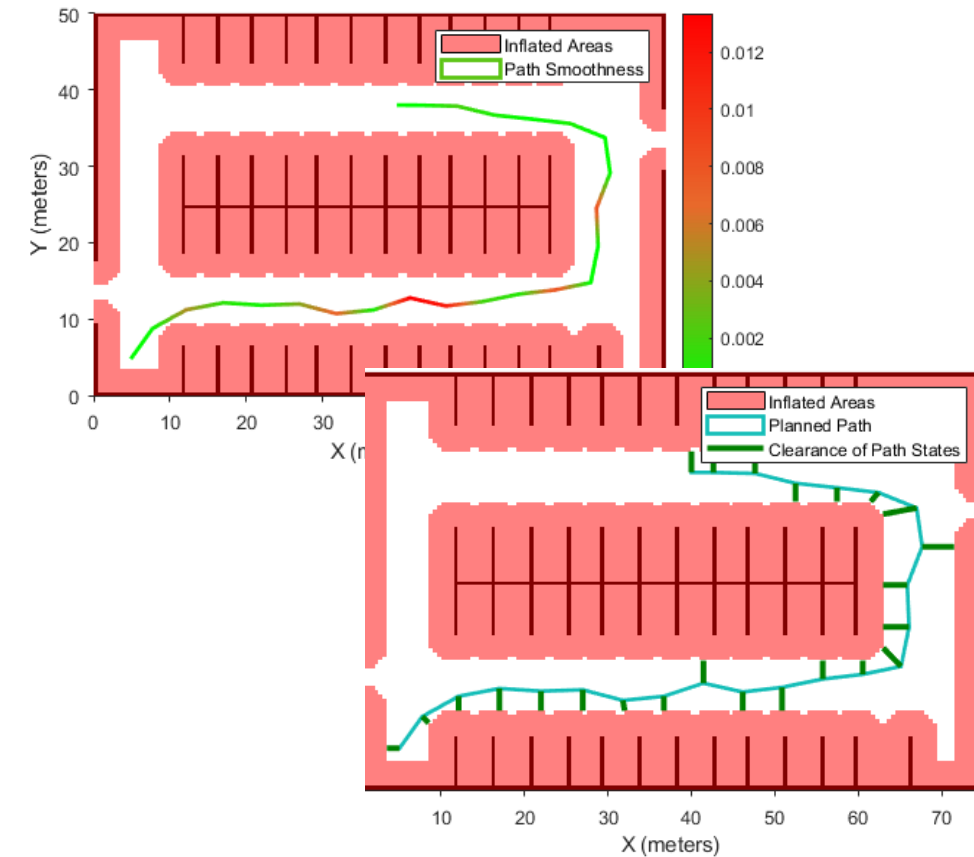 50
40
30
20
10
0
Y (meters)
Inflated Areas
Path Smoothness
0.012
0.01
0.008
0.006
0.004
0.002
0
10
20
30
X (m
Inflated Areas
Planned Path
Clearance of Path States
10
20
30
40
50
60
70
X (meters)